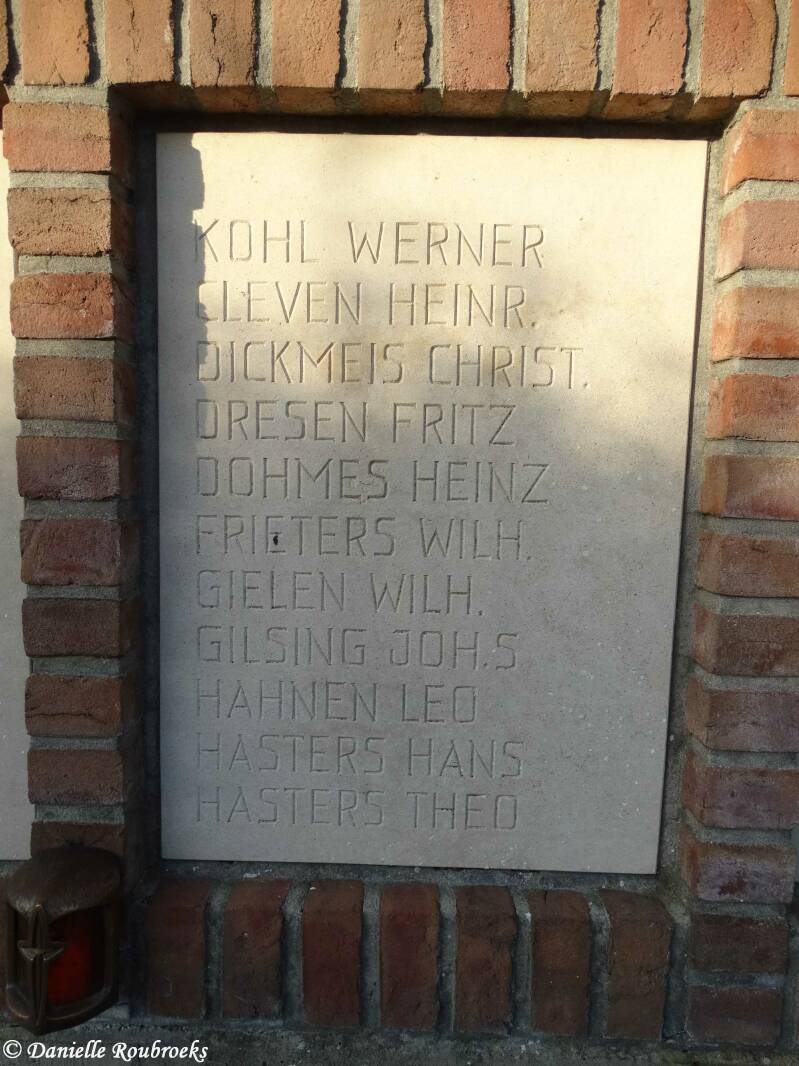 KOHL WERNER
CLEVEN HEINR.
DICKMEIS CHRIST.
DRESEN FRITZ
DOHMES HEINZ
FRIETERS WILH.
GIELEN WILH.
GILSING JOH.S
HAHNEN LEO
HASTERS HANS
HASTERS THEO
© Danielle Roubroeks